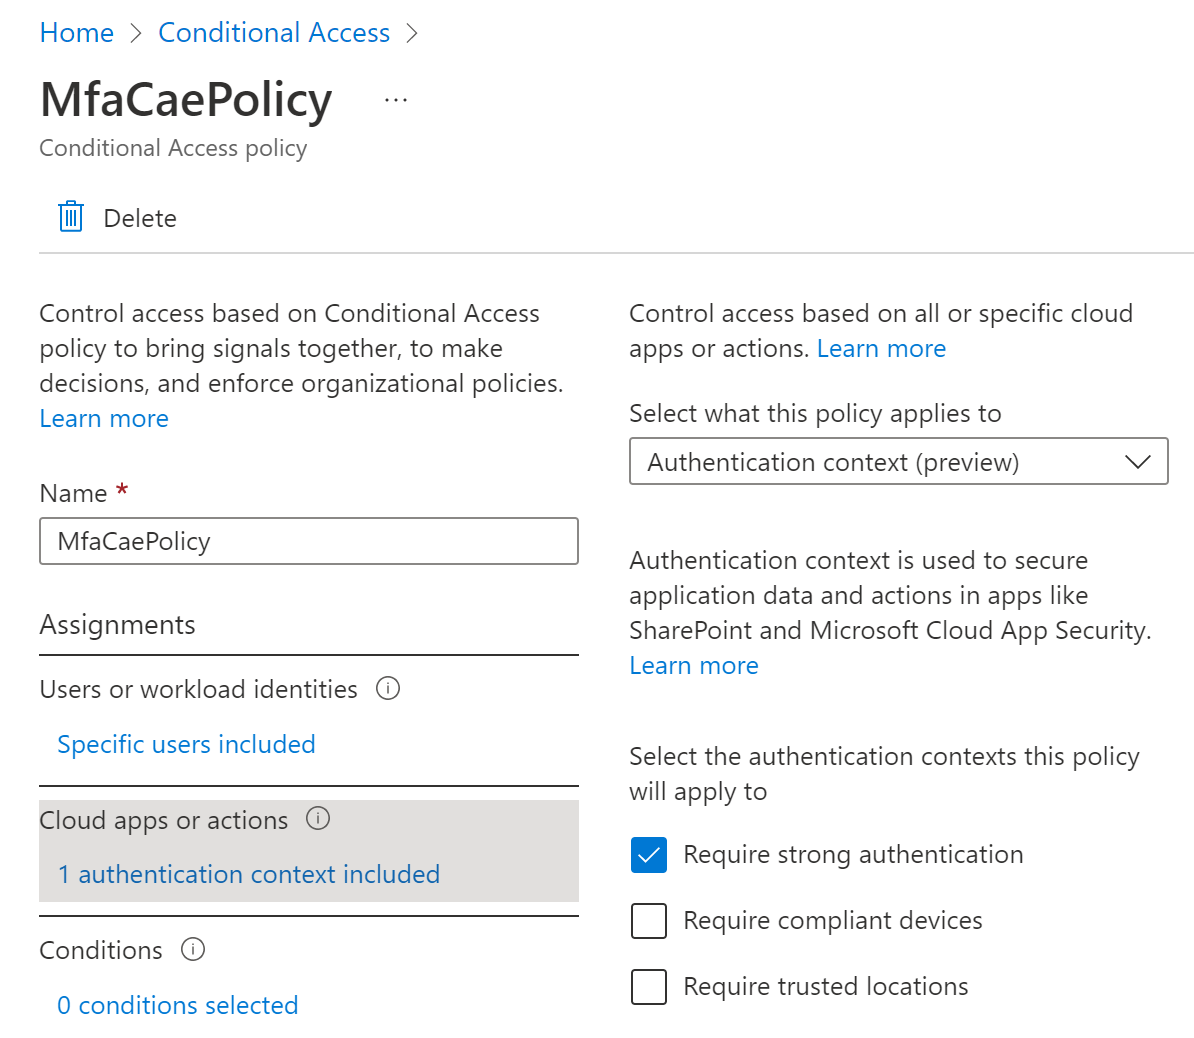 Home > Conditional Access >
MfaCaePolicy ...
Conditional Access policy
Delete
Control access based on Conditional Access
policy to bring signals together, to make
decisions, and enforce organizational policies.
Learn more
Name *
MfaCaePolicy
Assignments
Users or workload identities
Specific users included
Cloud apps or actions
1 authentication context included
Conditions
0 conditions selected
Control access based on all or specific cloud
apps or actions. Learn more
Select what this policy applies to
Authentication context (preview)
Authentication context is used to secure
application data and actions in apps like
SharePoint and Microsoft Cloud App Security.
Learn more
Select the authentication contexts this policy
will apply to
Require strong authentication
Require compliant devices
Require trusted locations